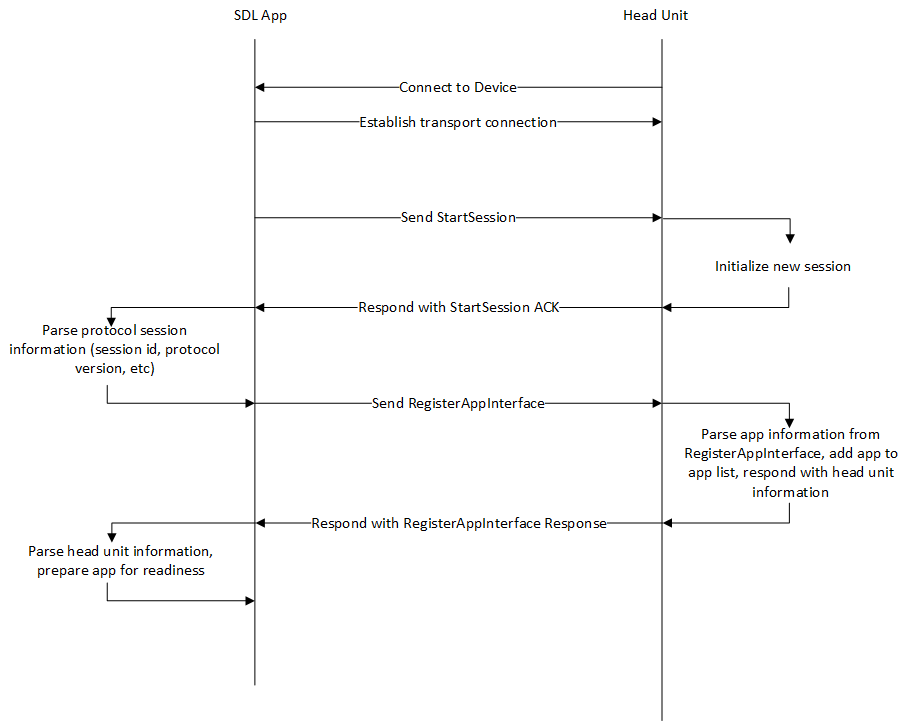 SDL App
Head Unit
Connect to Device
Establish transport connection
Send StartSession
Initialize new session
Respond with StartSession ACK
Parse protocol session
information (session id, protocol
version, etc)
Send RegisterAppInterface
Parse app information from
RegisterAppInterface, add app to
app list, respond with head unit
information
Respond with RegisterAppInterface Response
Parse head unit information,
prepare app for readiness